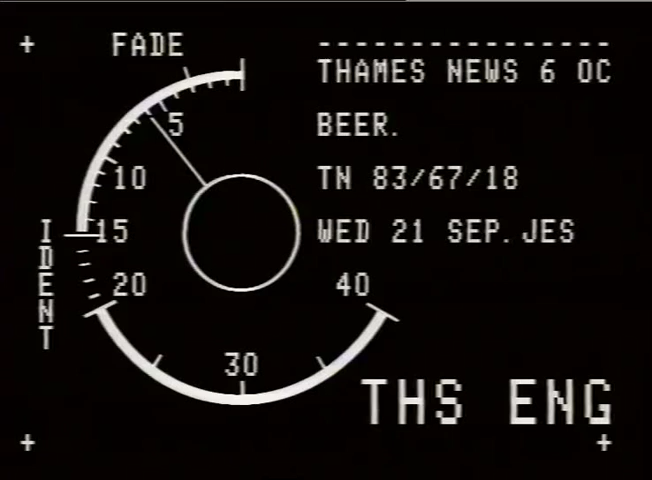 FADE
----------------
THAMES NEWS 6 OC
5
BEER.
10
TN 83/67/18
15
WED 21 SEP. JES
IDENT
20
40
30
THS ENG